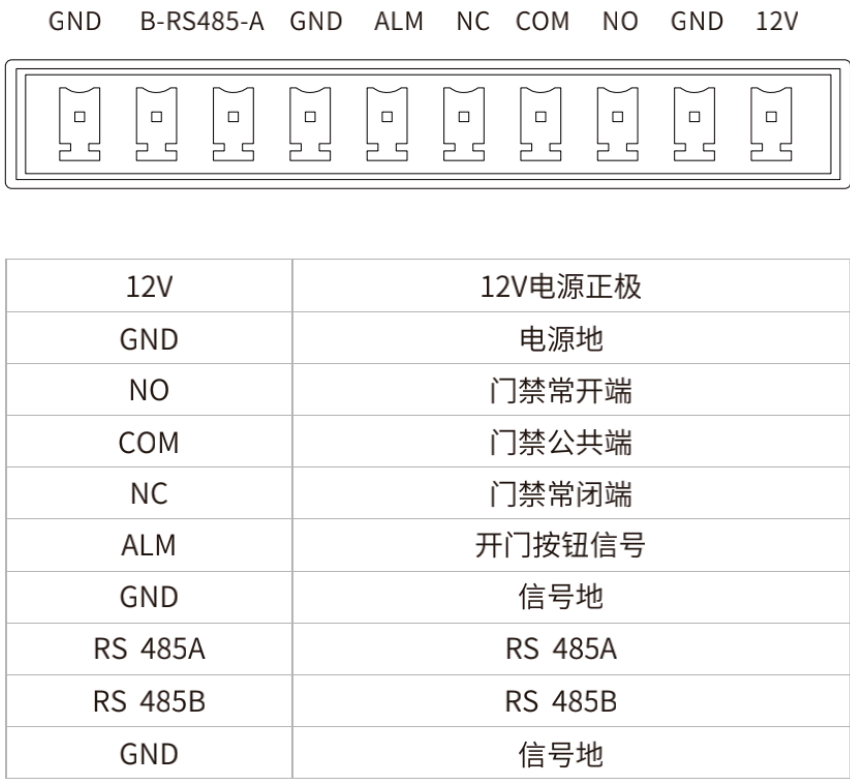 GND B-RS485-A GND ALM NC COM NO GND 12V
12V 12V电源正极
GND 电源地
NO 门禁常开端
COM 门禁公共端
NC 门禁常闭端
ALM 开门按钮信号
GND 信号地
RS 485A RS 485A
RS 485B RS 485B
GND 信号地